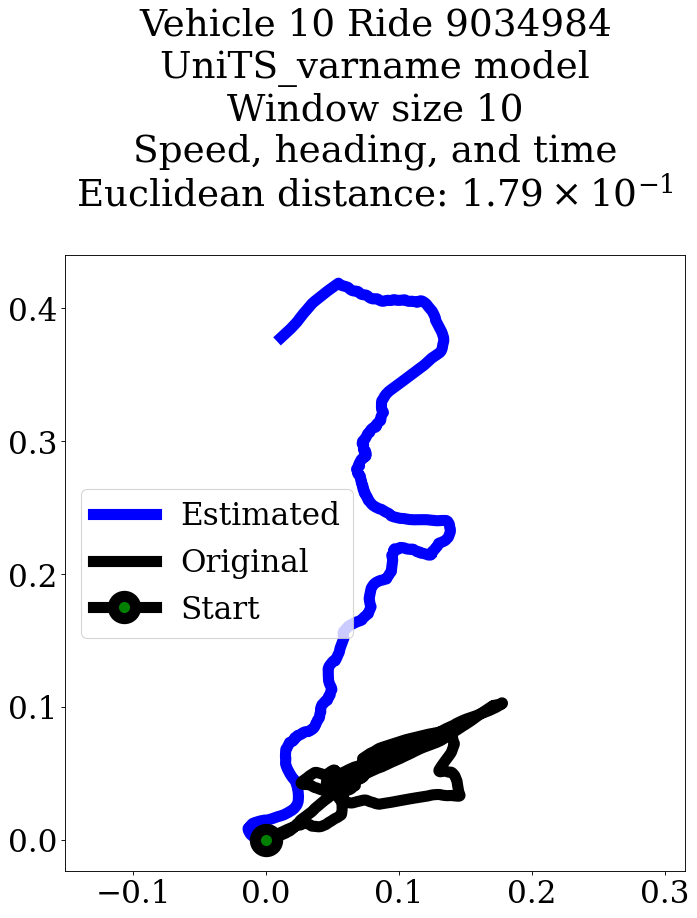 Vehicle 10 Ride 9034984
UniTS_varname model
Window size 10
Speed, heading, and time
Euclidean distance: 1.79 × 10⁻¹
0.4
0.3
0.2
0.1
0.0
Estimated
Original
Start
−0.1 0.0 0.1 0.2 0.3